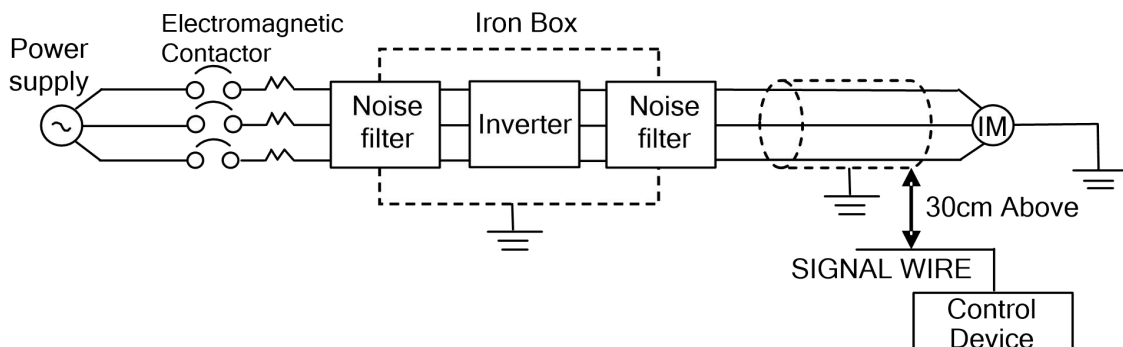 Power
supply
Electromagnetic
Contactor
Iron Box
Noise
filter
Inverter
Noise
filter
IM
30cm Above
SIGNAL WIRE
Control
Device